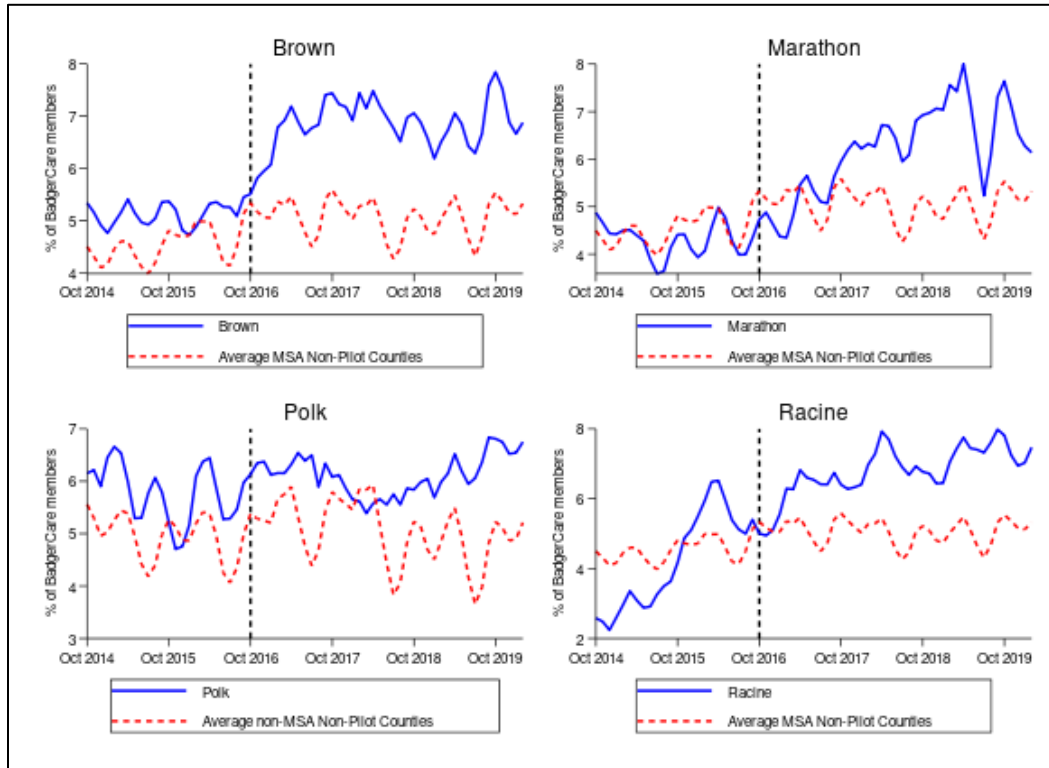 Brown
% of BadgerCare members
8
7
6
5
4
Oct 2014 Oct 2015 Oct 2016 Oct 2017 Oct 2018 Oct 2019
Brown
Average MSA Non-Pilot Counties
Marathon
% of BadgerCare members
8
7
6
5
4
Oct 2014 Oct 2015 Oct 2016 Oct 2017 Oct 2018 Oct 2019
Marathon
Average MSA Non-Pilot Counties
Polk
% of BadgerCare members
7
6
5
4
3
Oct 2014 Oct 2015 Oct 2016 Oct 2017 Oct 2018 Oct 2019
Polk
Average non-MSA Non-Pilot Counties
Racine
% of BadgerCare members
8
6
4
2
Oct 2014 Oct 2015 Oct 2016 Oct 2017 Oct 2018 Oct 2019
Racine
Average MSA Non-Pilot Counties